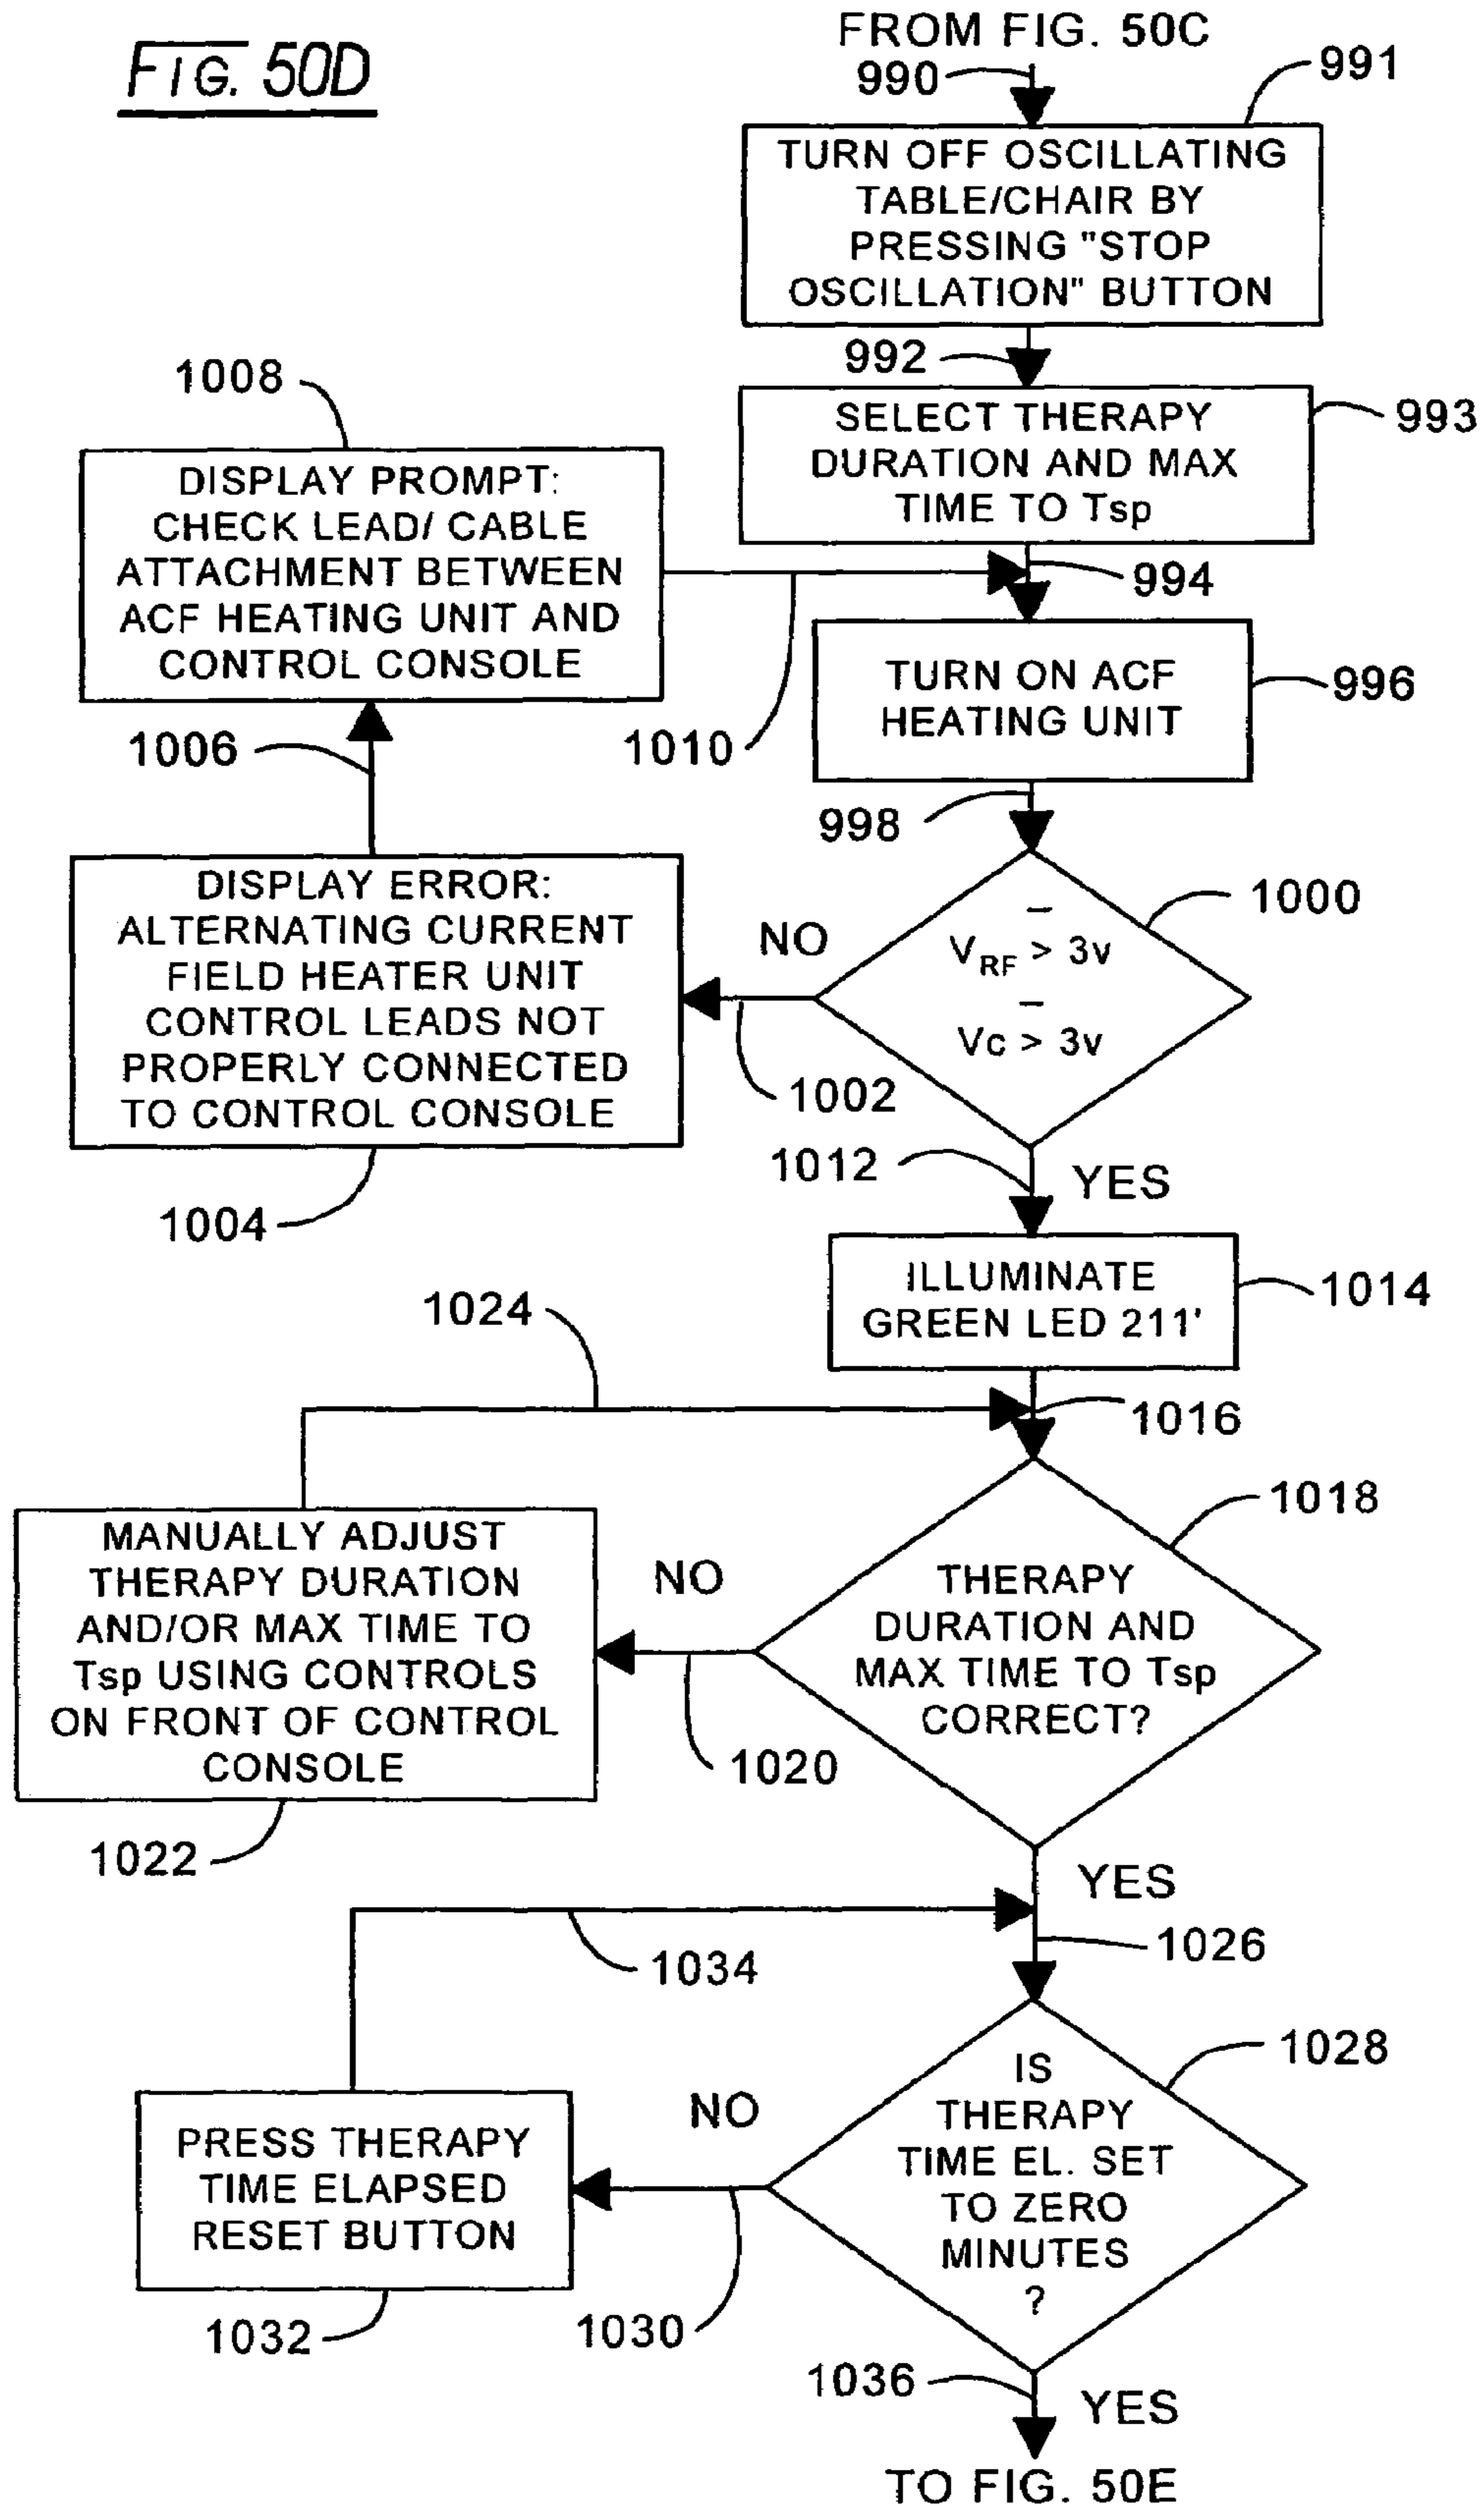 FIG. 50D
FROM FIG. 50C
990
991
TURN OFF OSCILLATING
TABLE/CHAIR BY
PRESSING "STOP
OSCILLATION" BUTTON
992
993
SELECT THERAPY
DURATION AND MAX
TIME TO Tsp
1008
DISPLAY PROMPT:
CHECK LEAD/ CABLE
ATTACHMENT BETWEEN
ACF HEATING UNIT AND
CONTROL CONSOLE
994
1010
TURN ON ACF
HEATING UNIT
996
1006
998
DISPLAY ERROR:
ALTERNATING CURRENT
FIELD HEATER UNIT
CONTROL LEADS NOT
PROPERLY CONNECTED
TO CONTROL CONSOLE
1004
NO
1002
1000
–
VRF > 3v
–
Vc > 3v
1012
YES
ILLUMINATE
GREEN LED 211'
1014
1024
1016
MANUALLY ADJUST
THERAPY DURATION
AND/OR MAX TIME TO
Tsp USING CONTROLS
ON FRONT OF CONTROL
CONSOLE
1022
NO
1020
1018
THERAPY
DURATION AND
MAX TIME TO Tsp
CORRECT?
YES
1034
1026
PRESS THERAPY
TIME ELAPSED
RESET BUTTON
1032
NO
1030
1028
IS
THERAPY
TIME EL. SET
TO ZERO
MINUTES
?
1036
YES
TO FIG. 50E